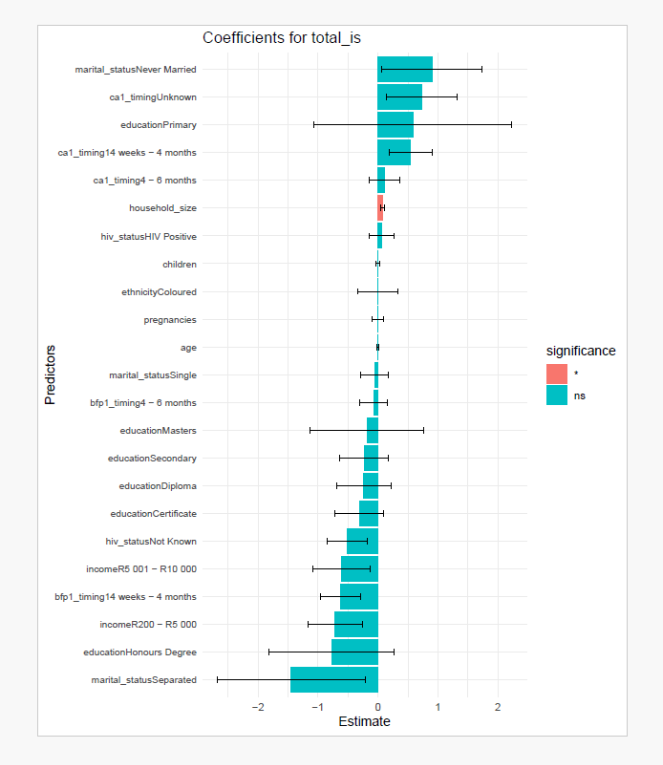 Coefficients for total_is
marital_statusNever Married
ca1_timingUnknown
educationPrimary
ca1_timing14 weeks − 4 months
ca1_timing4 − 6 months
household_size
hiv_statusHIV Positive
children
ethnicityColoured
pregnancies
age
marital_statusSingle
bfp1_timing4 − 6 months
educationMasters
educationSecondary
educationDiploma
educationCertificate
hiv_statusNot Known
incomeR5 001 − R10 000
bfp1_timing14 weeks − 4 months
incomeR200 − R5 000
educationHonours Degree
marital_statusSeparated
Predictors
−2 −1 0 1 2
Estimate
significance
*
ns